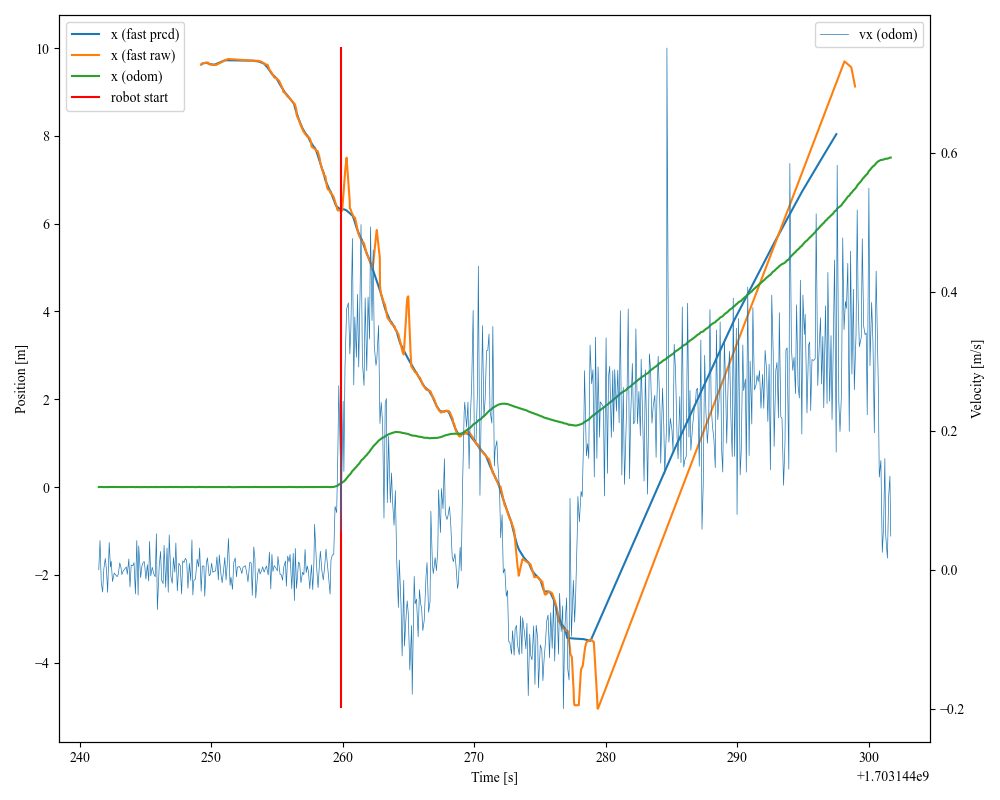 x (fast prcd)
x (fast raw)
x (odom)
robot start
vx (odom)
10
8
6
4
2
0
−2
−4
Position [m]
0.6
0.4
0.2
0.0
−0.2
Velocity [m/s]
240
250
260
270
280
290
300
Time [s]
+1.703144e9